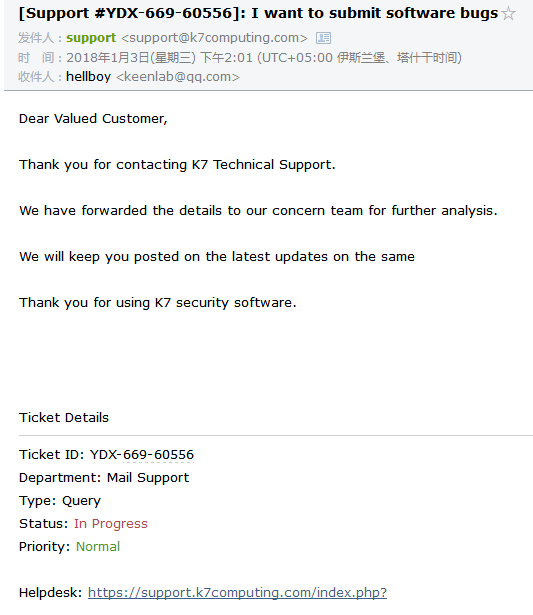 [Support #YDX-669-60556]: I want to submit software bugs☆
发件人：support <support@k7computing.com>
时 间：2018年1月3日(星期三) 下午2:01 (UTC+05:00 伊斯兰堡、塔什干时间)
收件人：hellboy <keenlab@qq.com>
Dear Valued Customer,
Thank you for contacting K7 Technical Support.
We have forwarded the details to our concern team for further analysis.
We will keep you posted on the latest updates on the same
Thank you for using K7 security software.
Ticket Details
Ticket ID: YDX-669-60556
Department: Mail Support
Type: Query
Status: In Progress
Priority: Normal
Helpdesk: https://support.k7computing.com/index.php?